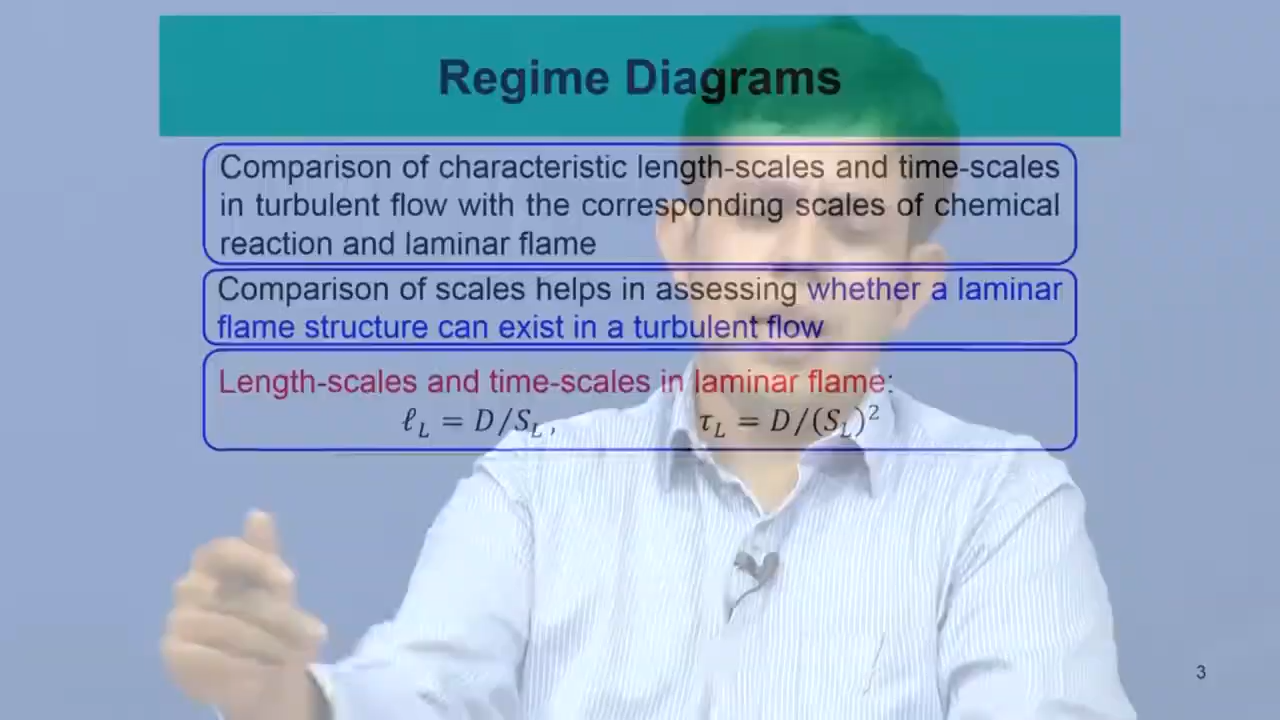 Regime Diagrams
Comparison of characteristic length-scales and time-scales
in turbulent flow with the corresponding scales of chemical
reaction and laminar flame
Comparison of scales helps in assessing whether a laminar
flame structure can exist in a turbulent flow
Length-scales and time-scales in laminar flame:
ℓ_L = D/S_L, τ_L = D/(S_L)²
3